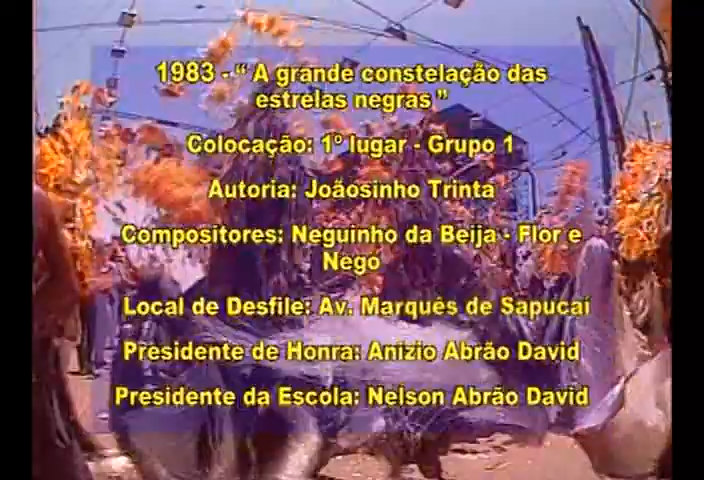 1983 - “ A grande constelação das
estrelas negras ”
Colocação: 1º lugar - Grupo 1
Autoria: Joãosinho Trinta
Compositores: Neguinho da Beija - Flor e
Nego
Local de Desfile: Av. Marquês de Sapucaí
Presidente de Honra: Anizio Abrão David
Presidente da Escola: Nelson Abrão David